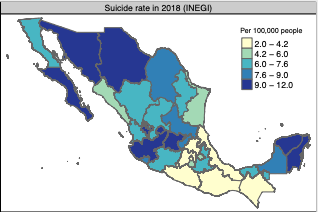 Suicide rate in 2018 (INEGI)
Per 100,000 people
2.0 – 4.2
4.2 – 6.0
6.0 – 7.6
7.6 – 9.0
9.0 – 12.0